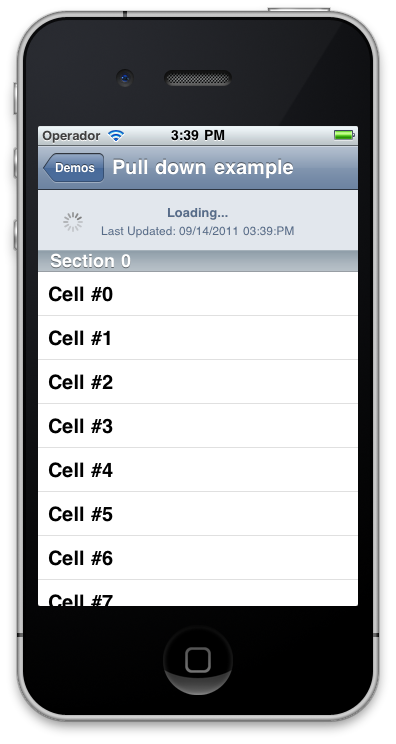 Operador 3:39 PM
Demos Pull down example
Loading...
Last Updated: 09/14/2011 03:39:PM
Section 0
Cell #0
Cell #1
Cell #2
Cell #3
Cell #4
Cell #5
Cell #6
Cell #7